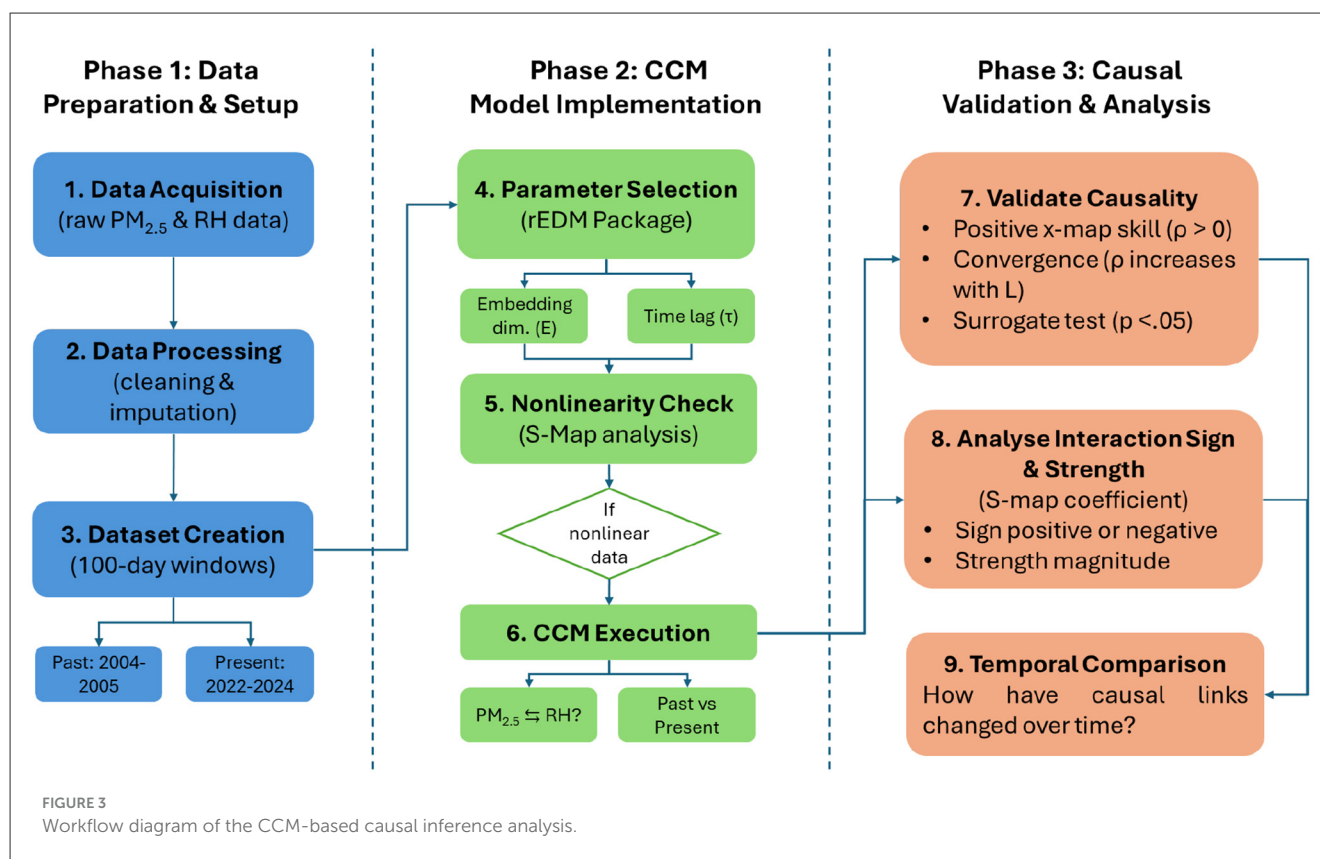 Phase 1: Data
Preparation & Setup
1. Data Acquisition
(raw PM2.5 & RH data)
2. Data Processing
(cleaning &
imputation)
3. Dataset Creation
(100-day windows)
Past: 2004-
2005
Present:
2022-2024
Phase 2: CCM
Model Implementation
4. Parameter Selection
(rEDM Package)
Embedding
dim. (E)
Time lag (τ)
5. Nonlinearity Check
(S-Map analysis)
If
nonlinear
data
6. CCM Execution
PM2.5 ⇆ RH?
Past vs
Present
Phase 3: Causal
Validation & Analysis
7. Validate Causality
• Positive x-map skill (ρ > 0)
• Convergence (ρ increases
with L)
• Surrogate test (p <.05)
8. Analyse Interaction Sign
& Strength
(S-map coefficient)
• Sign positive or negative
• Strength magnitude
9. Temporal Comparison
How have causal links
changed over time?
FIGURE 3
Workflow diagram of the CCM-based causal inference analysis.